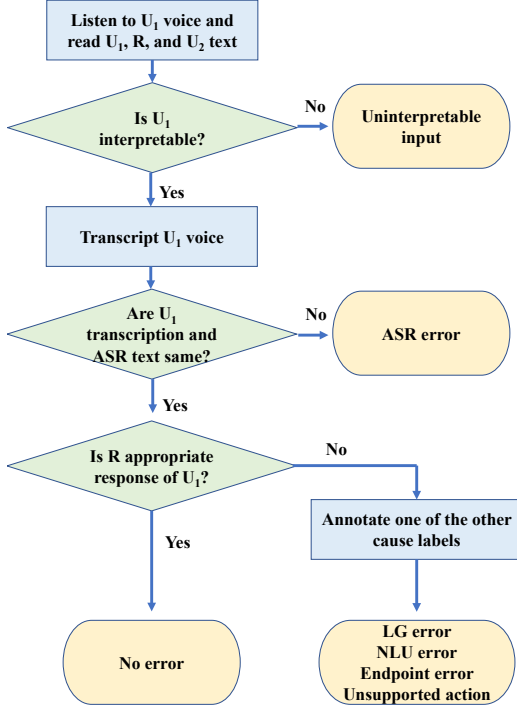 Listen to U₁ voice and
read U₁, R, and U₂ text
Is U₁
interpretable?
No
Uninterpretable
input
Yes
Transcript U₁ voice
Are U₁
transcription and
ASR text same?
No
ASR error
Yes
Is R appropriate
response of U₁?
No
Annotate one of the other
cause labels
Yes
No error
LG error
NLU error
Endpoint error
Unsupported action